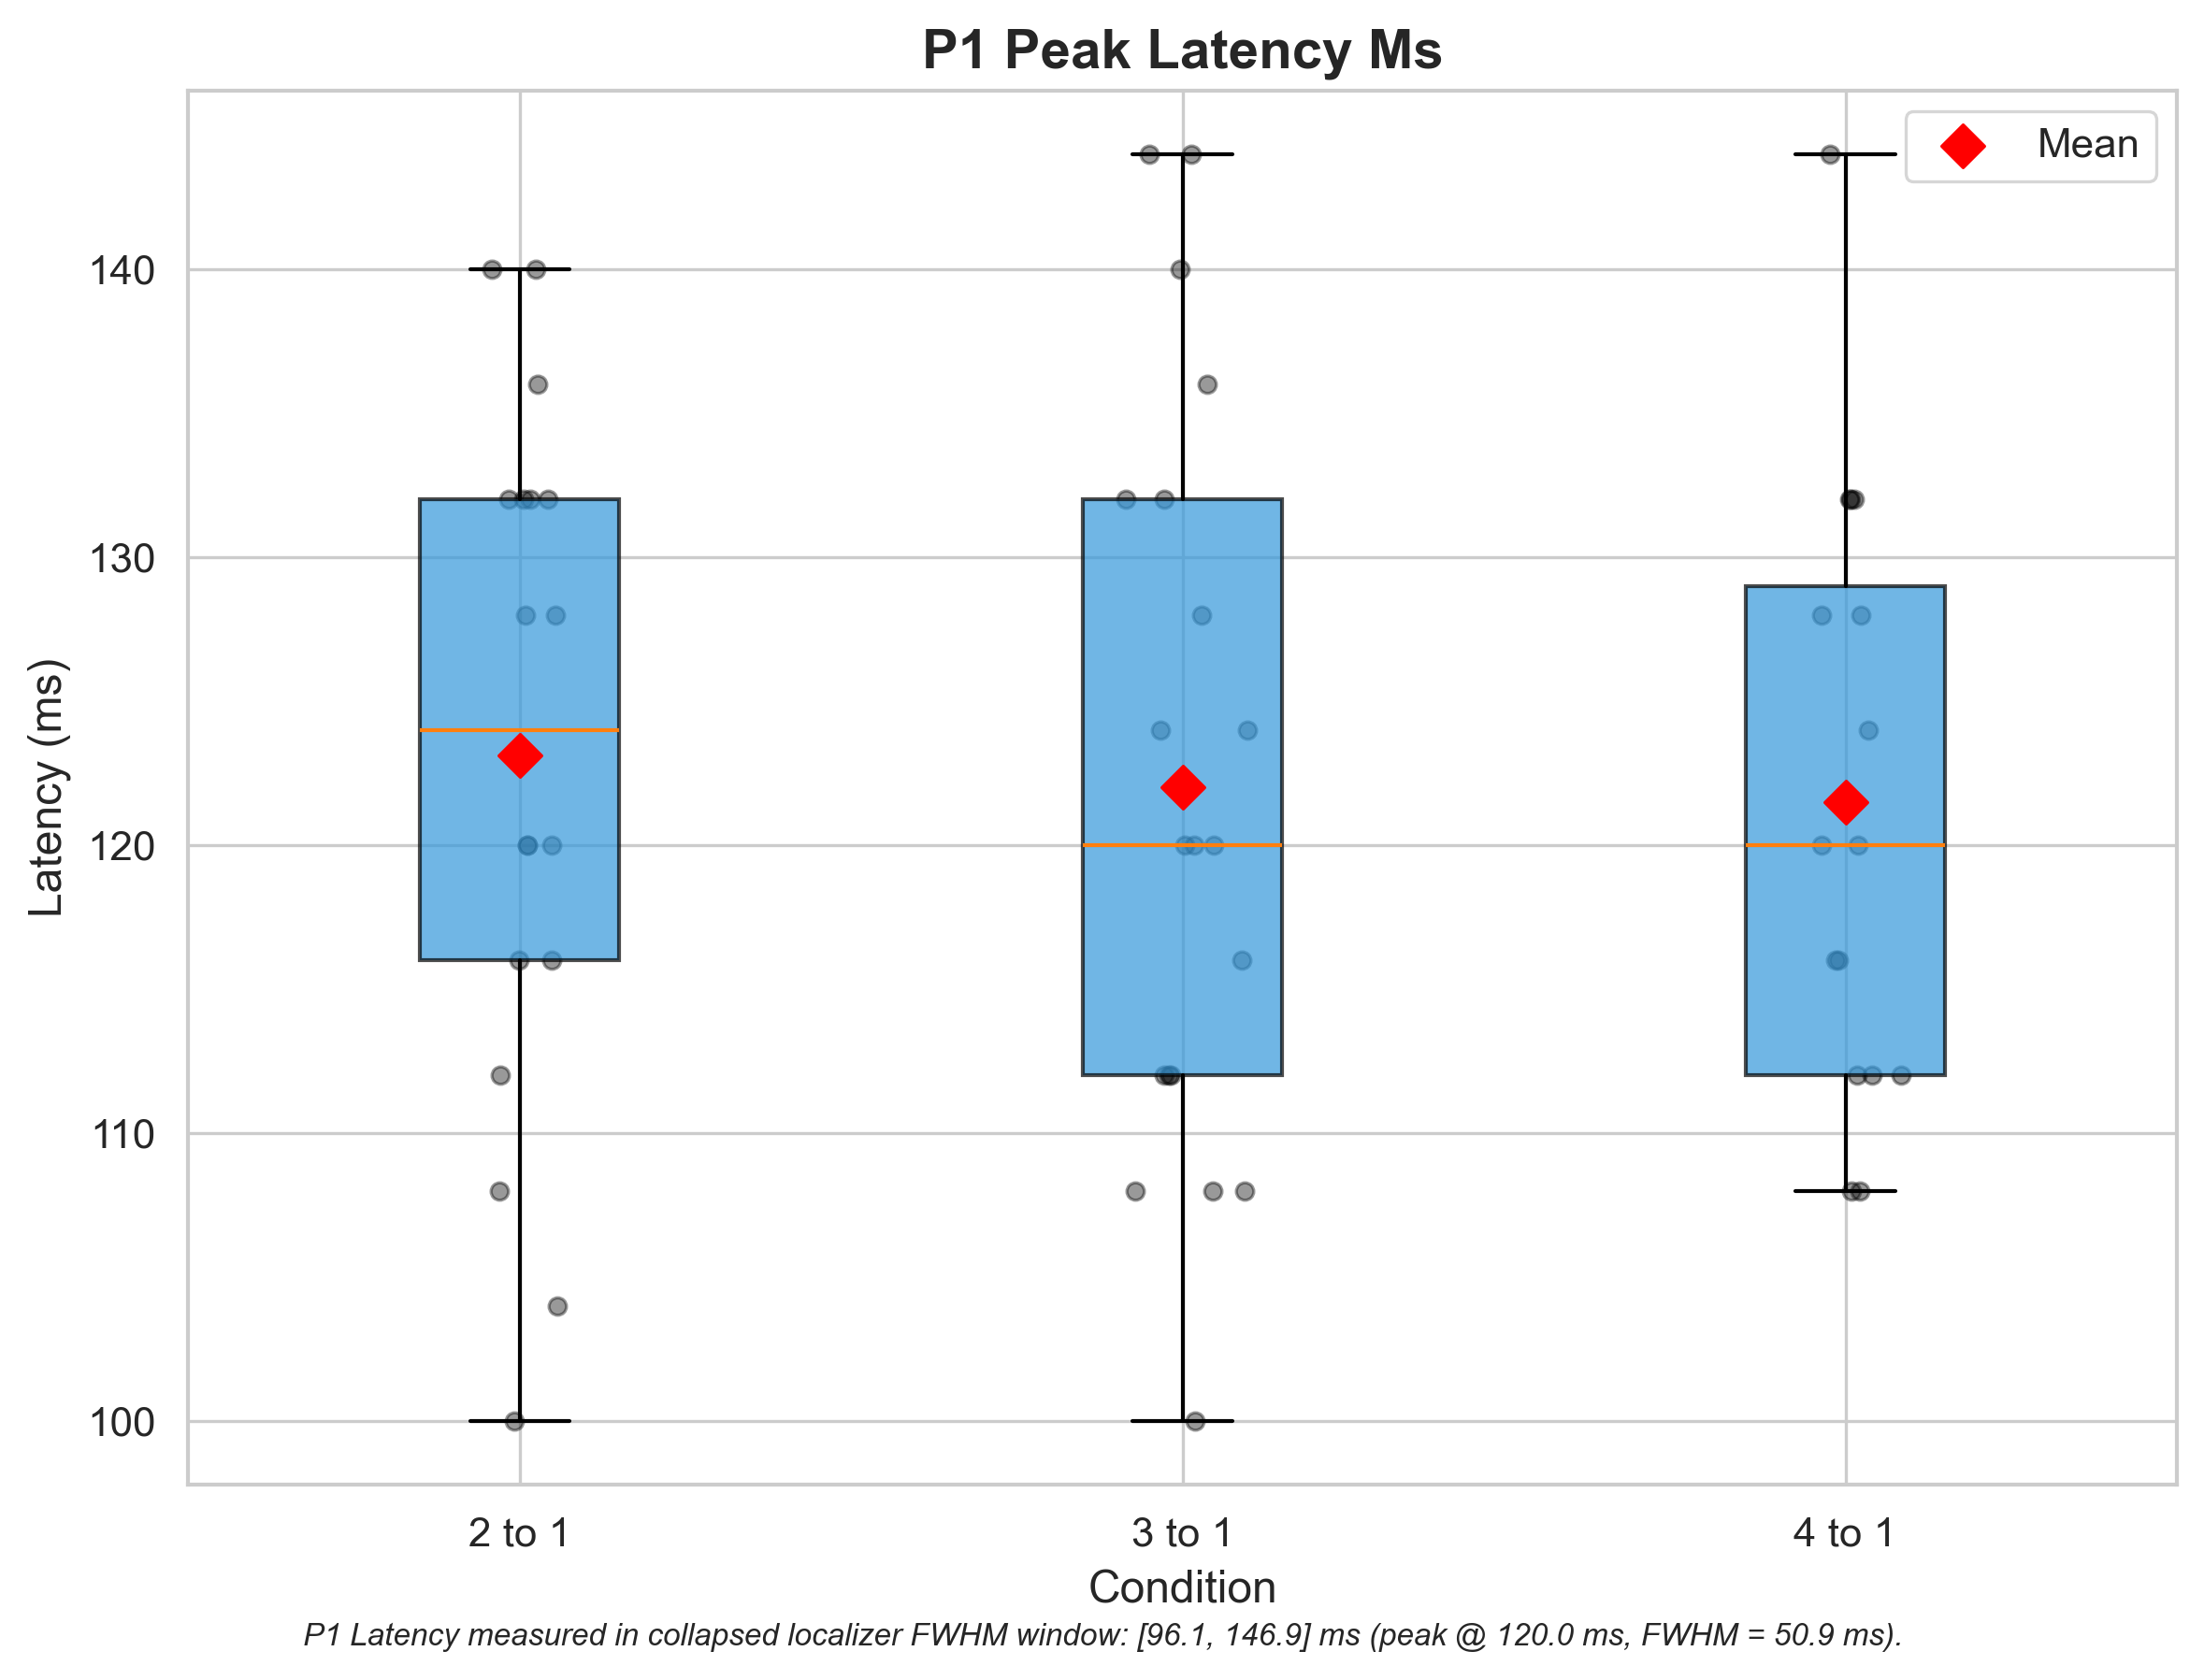 P1 Peak Latency Ms
Mean
Latency (ms)
140
130
120
110
100
2 to 1
3 to 1
4 to 1
Condition
P1 Latency measured in collapsed localizer FWHM window: [96.1, 146.9] ms (peak @ 120.0 ms, FWHM = 50.9 ms).